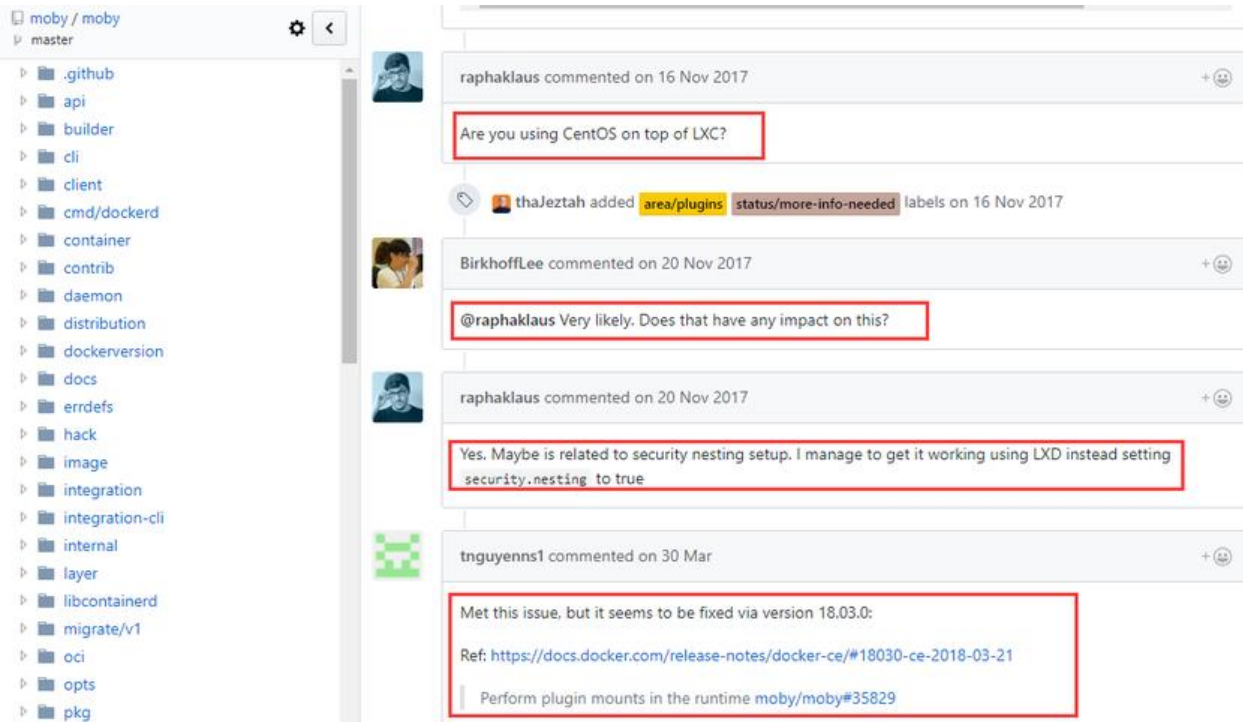 moby / moby
master
.github
api
builder
cli
client
cmd/dockerd
container
contrib
daemon
distribution
dockerversion
docs
errdefs
hack
image
integration
integration-cli
internal
layer
libcontainerd
migrate/v1
oci
opts
pkg
raphaklaus commented on 16 Nov 2017
Are you using CentOS on top of LXC?
thaJeztah added area/plugins status/more-info-needed labels on 16 Nov 2017
BirkhoffLee commented on 20 Nov 2017
@raphaklaus Very likely. Does that have any impact on this?
raphaklaus commented on 20 Nov 2017
Yes. Maybe is related to security nesting setup. I manage to get it working using LXD instead setting
security.nesting to true
tnguyenns1 commented on 30 Mar
Met this issue, but it seems to be fixed via version 18.03.0:
Ref: https://docs.docker.com/release-notes/docker-ce/#18030-ce-2018-03-21
Perform plugin mounts in the runtime moby/moby#35829